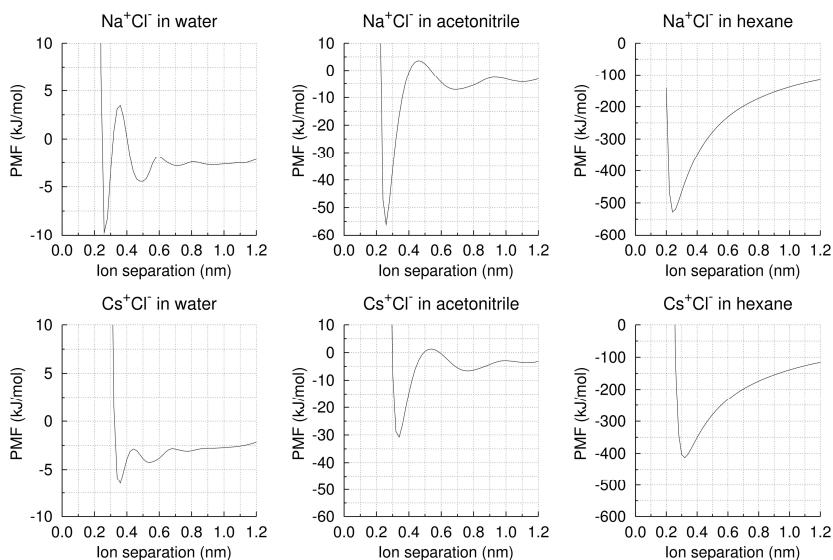 Na⁺Cl⁻ in water
PMF (kJ/mol)
10
5
0
-5
-10
0.0 0.2 0.4 0.6 0.8 1.0 1.2
Ion separation (nm)
Na⁺Cl⁻ in acetonitrile
PMF (kJ/mol)
10
0
-10
-20
-30
-40
-50
-60
0.0 0.2 0.4 0.6 0.8 1.0 1.2
Ion separation (nm)
Na⁺Cl⁻ in hexane
PMF (kJ/mol)
0
-100
-200
-300
-400
-500
-600
0.0 0.2 0.4 0.6 0.8 1.0 1.2
Ion separation (nm)
Cs⁺Cl⁻ in water
PMF (kJ/mol)
10
5
0
-5
-10
0.0 0.2 0.4 0.6 0.8 1.0 1.2
Ion separation (nm)
Cs⁺Cl⁻ in acetonitrile
PMF (kJ/mol)
10
0
-10
-20
-30
-40
-50
-60
0.0 0.2 0.4 0.6 0.8 1.0 1.2
Ion separation (nm)
Cs⁺Cl⁻ in hexane
PMF (kJ/mol)
0
-100
-200
-300
-400
-500
-600
0.0 0.2 0.4 0.6 0.8 1.0 1.2
Ion separation (nm)